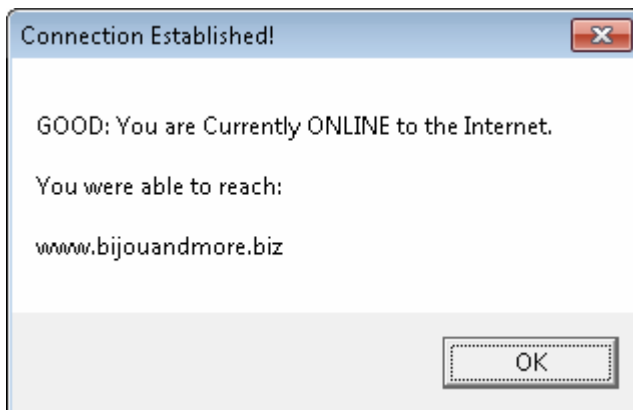 Connection Established!
GOOD: You are Currently ONLINE to the Internet.
You were able to reach:
www.bijouandmore.biz
OK